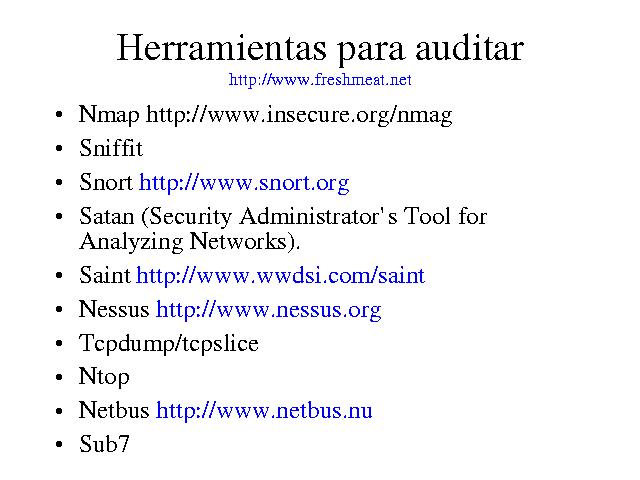 Herramientas para auditar
http://www.freshmeat.net
• Nmap http://www.insecure.org/nmag
• Sniffit
• Snort http://www.snort.org
• Satan (Security Administrator's Tool for
Analyzing Networks).
• Saint http://www.wwdsi.com/saint
• Nessus http://www.nessus.org
• Tcpdump/tcpslice
• Ntop
• Netbus http://www.netbus.nu
• Sub7